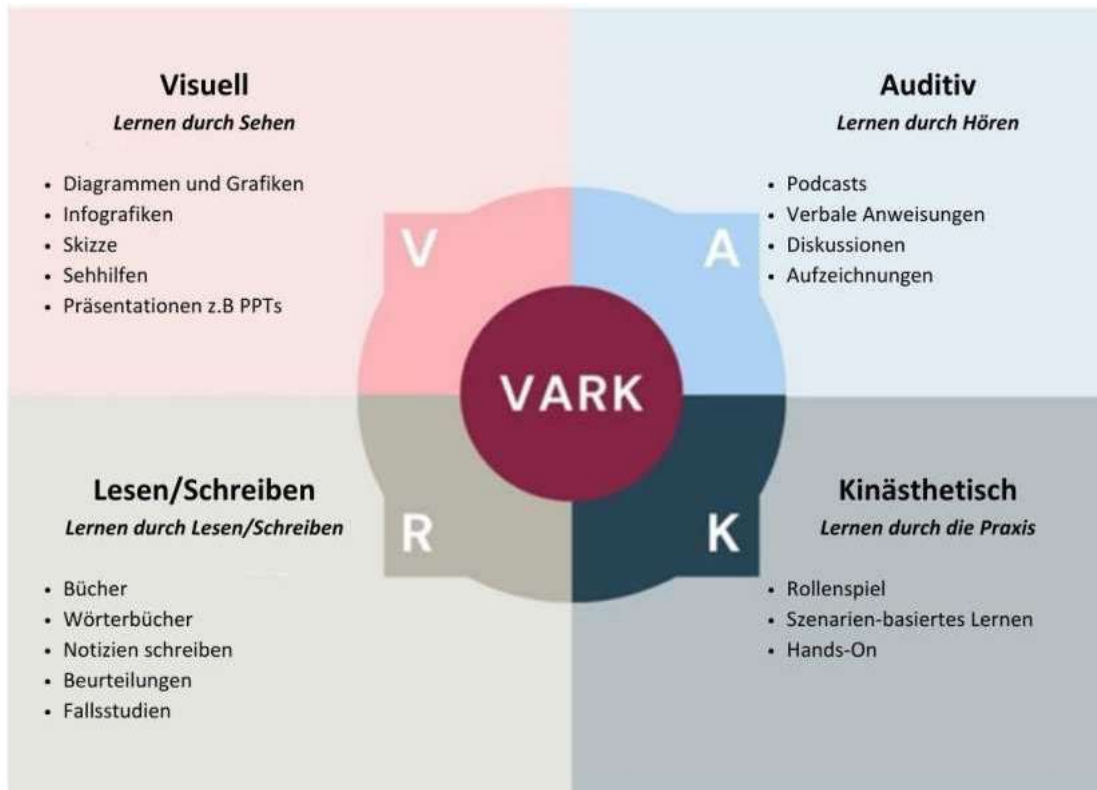 Visuell
Lernen durch Sehen
• Diagrammen und Grafiken
• Infografiken
• Skizze
• Sehhilfen
• Präsentationen z.B PPTs
Auditiv
Lernen durch Hören
• Podcasts
• Verbale Anweisungen
• Diskussionen
• Aufzeichnungen
V
A
VARK
R
K
Lesen/Schreiben
Lernen durch Lesen/Schreiben
• Bücher
• Wörterbücher
• Notizien schreiben
• Beurteilungen
• Fallsstudien
Kinästhetisch
Lernen durch die Praxis
• Rollenspiel
• Szenarien-basiertes Lernen
• Hands-On